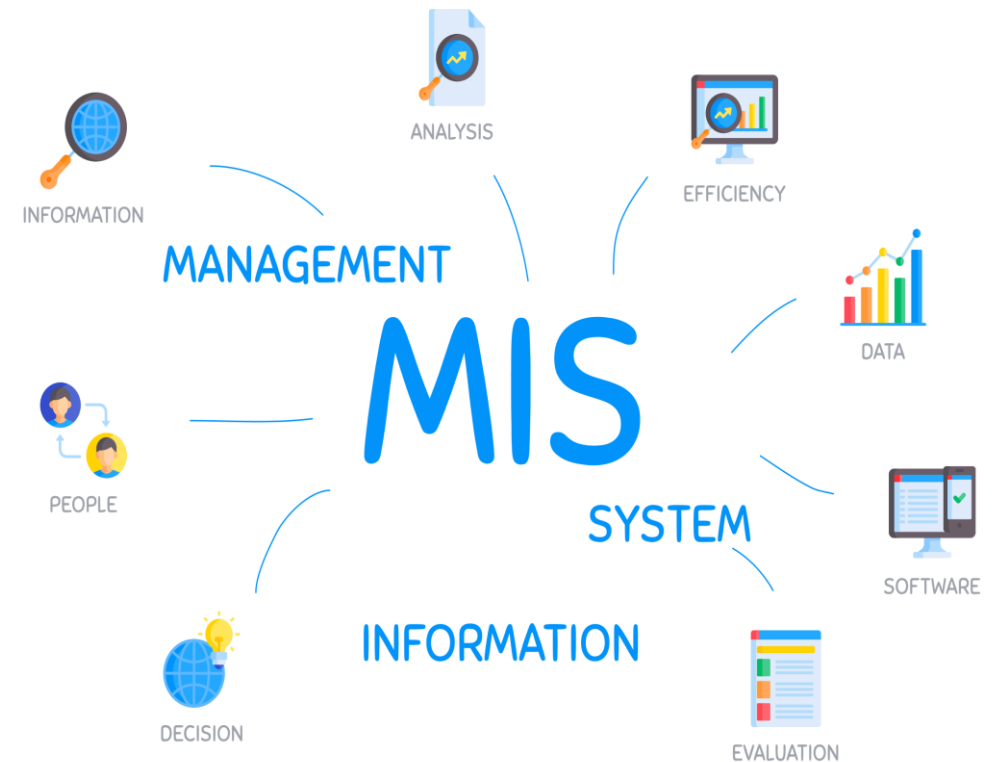 ANALYSIS
EFFICIENCY
INFORMATION
MANAGEMENT
DATA
MIS
PEOPLE
SYSTEM
SOFTWARE
INFORMATION
DECISION
EVALUATION